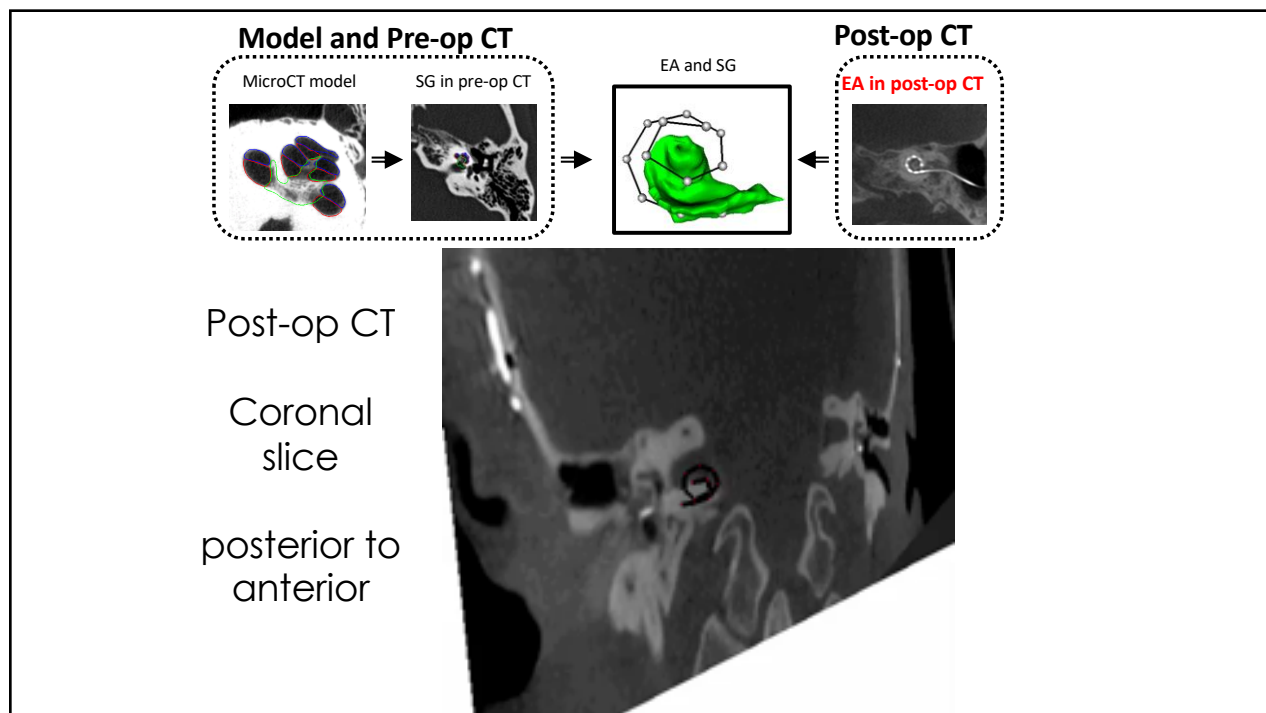 Model and Pre-op CT
Post-op CT
MicroCT model
SG in pre-op CT
EA and SG
EA in post-op CT
Post-op CT
Coronal
slice
posterior to
anterior